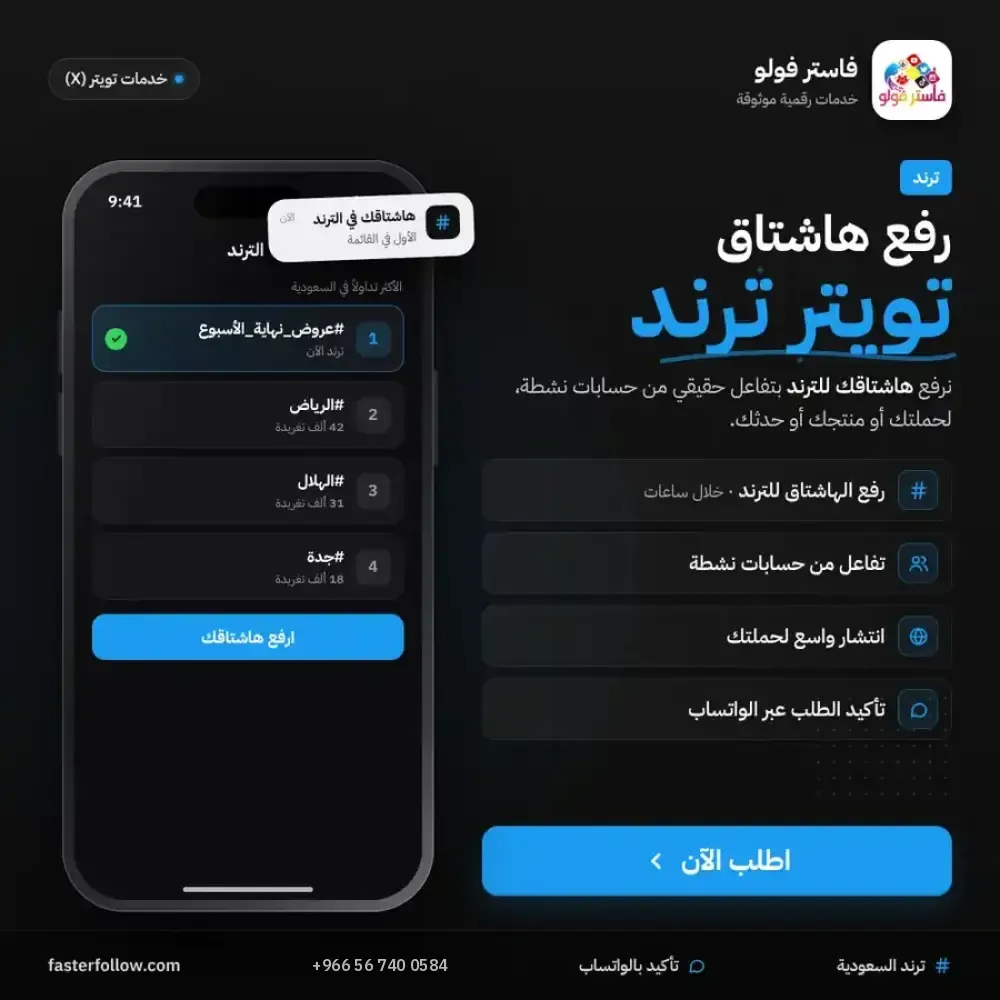 فاستر فولو
خدمات رقمية موثوقة
فاستر فولو
خدمات تويتر (X)
ترند
رفع هاشتاق
تويتر ترند
نرفع هاشتاقك للترند بتفاعل حقيقي من حسابات نشطة،
لحملتك أو منتجك أو حدثك.
#
رفع الهاشتاق للترند · خلال ساعات
تفاعل من حسابات نشطة
انتشار واسع لحملتك
تأكيد الطلب عبر الواتساب
اطلب الآن
9:41
#
هاشتاقك في الترند
الآن
الأول في القائمة
الترند
الأكثر تداولاً في السعودية
1
#عروض_نهاية_الأسبوع
ترند الآن
2
#الرياض
42 ألف تغريدة
3
#الهلال
31 ألف تغريدة
4
#جدة
18 ألف تغريدة
ارفع هاشتاقك
# ترند السعودية
تأكيد بالواتساب
+966 56 740 0584
fasterfollow.com